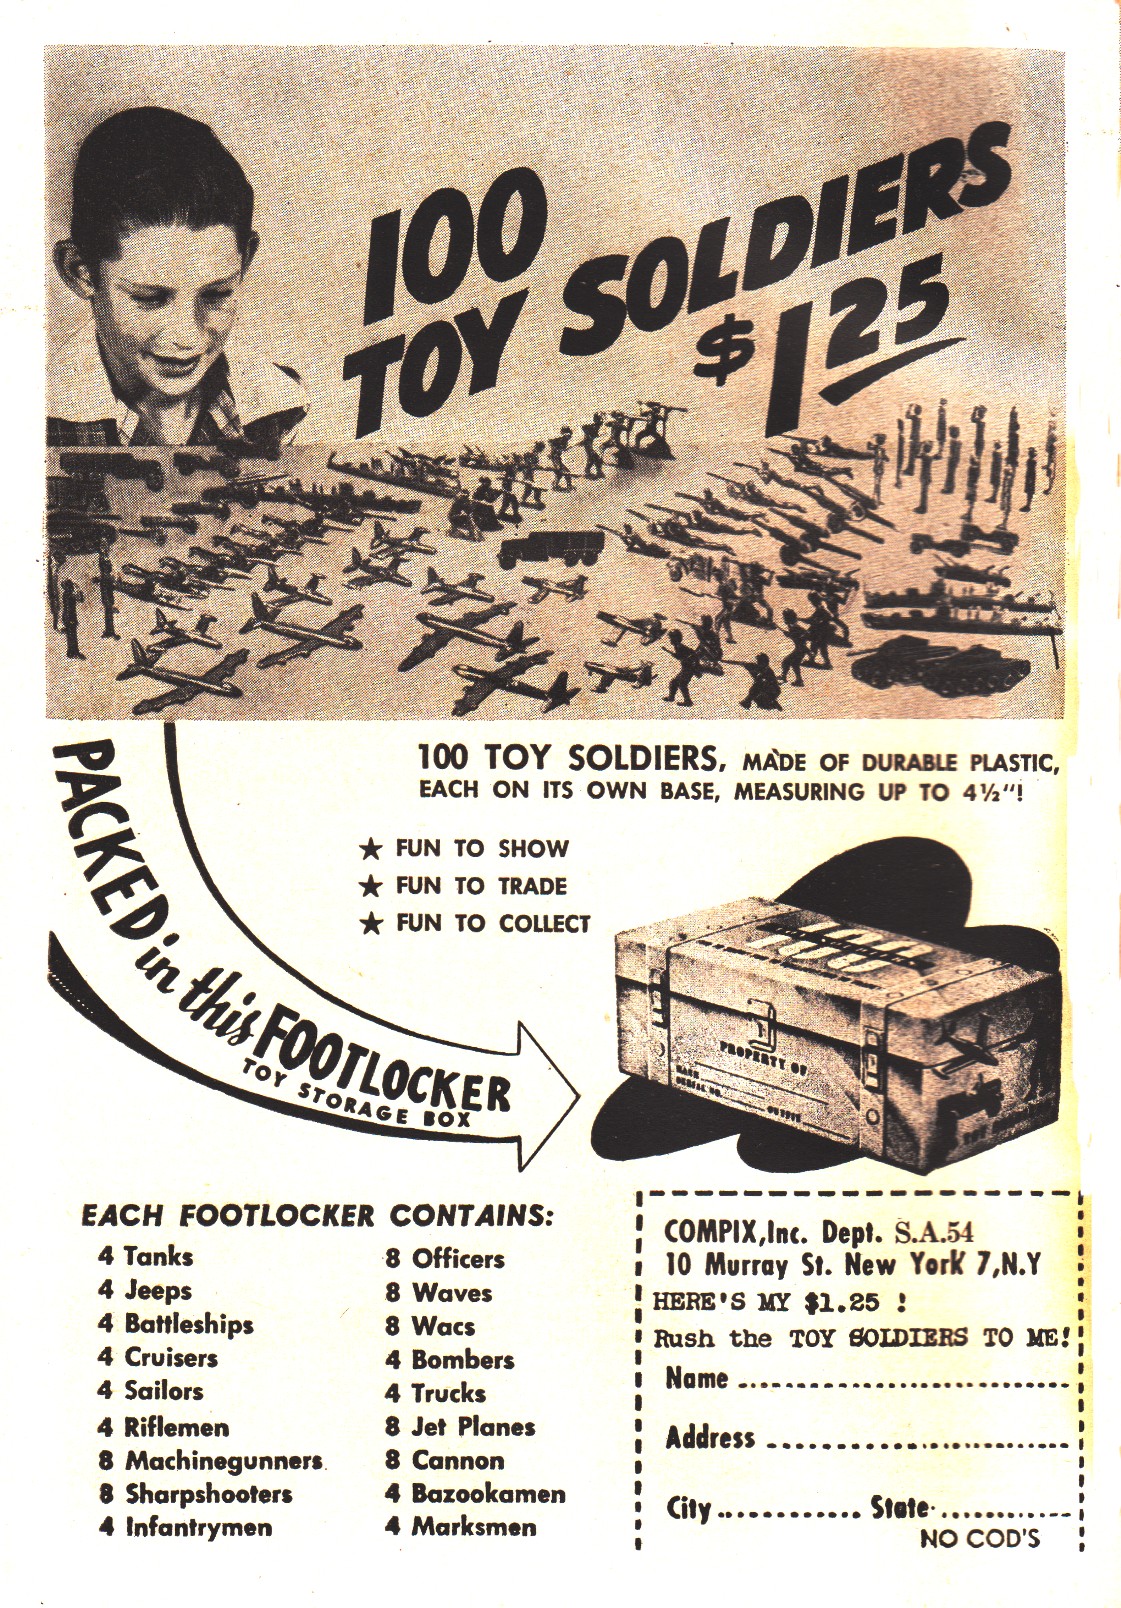 100
TOY SOLDIERS
$1.25
PACKED in this FOOTLOCKER
TOY STORAGE BOX
100 TOY SOLDIERS, MADE OF DURABLE PLASTIC,
EACH ON ITS OWN BASE, MEASURING UP TO 4½"!
★ FUN TO SHOW
★ FUN TO TRADE
★ FUN TO COLLECT
100
PROPERTY OF
NAME
SERIAL NO.
EACH FOOTLOCKER CONTAINS:
4 Tanks
4 Jeeps
4 Battleships
4 Cruisers
4 Sailors
4 Riflemen
8 Machinegunners
8 Sharpshooters
4 Infantrymen
8 Officers
8 Waves
8 Wacs
4 Bombers
4 Trucks
8 Jet Planes
8 Cannon
4 Bazookamen
4 Marksmen
COMPIX,Inc. Dept. S.A.54
10 Murray St. New York 7,N.Y
HERE'S MY $1.25 !
Rush the TOY SOLDIERS TO ME!
Name
Address
City State
NO COD'S